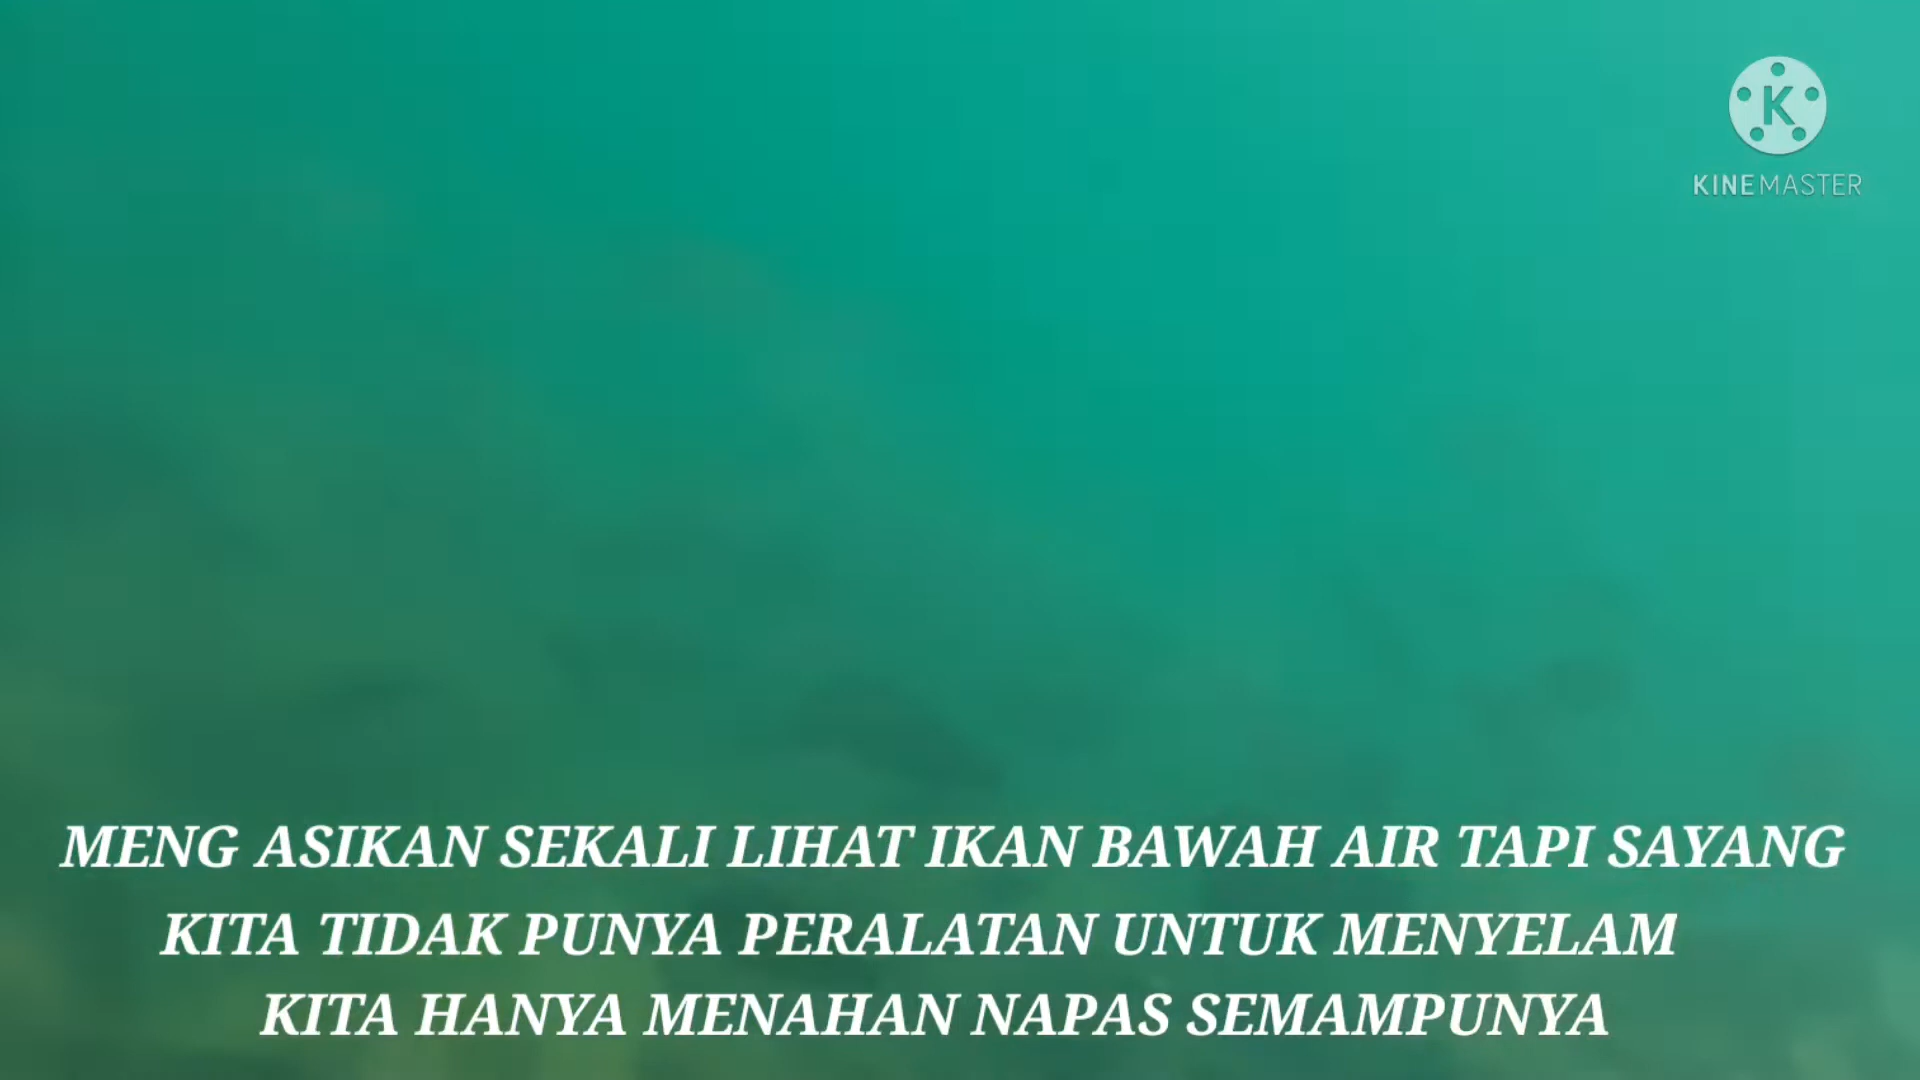 K
KINEMASTER
MENG ASIKAN SEKALI LIHAT IKAN BAWAH AIR TAPI SAYANG
KITA TIDAK PUNYA PERALATAN UNTUK MENYELAM
KITA HANYA MENAHAN NAPAS SEMAMPUNYA